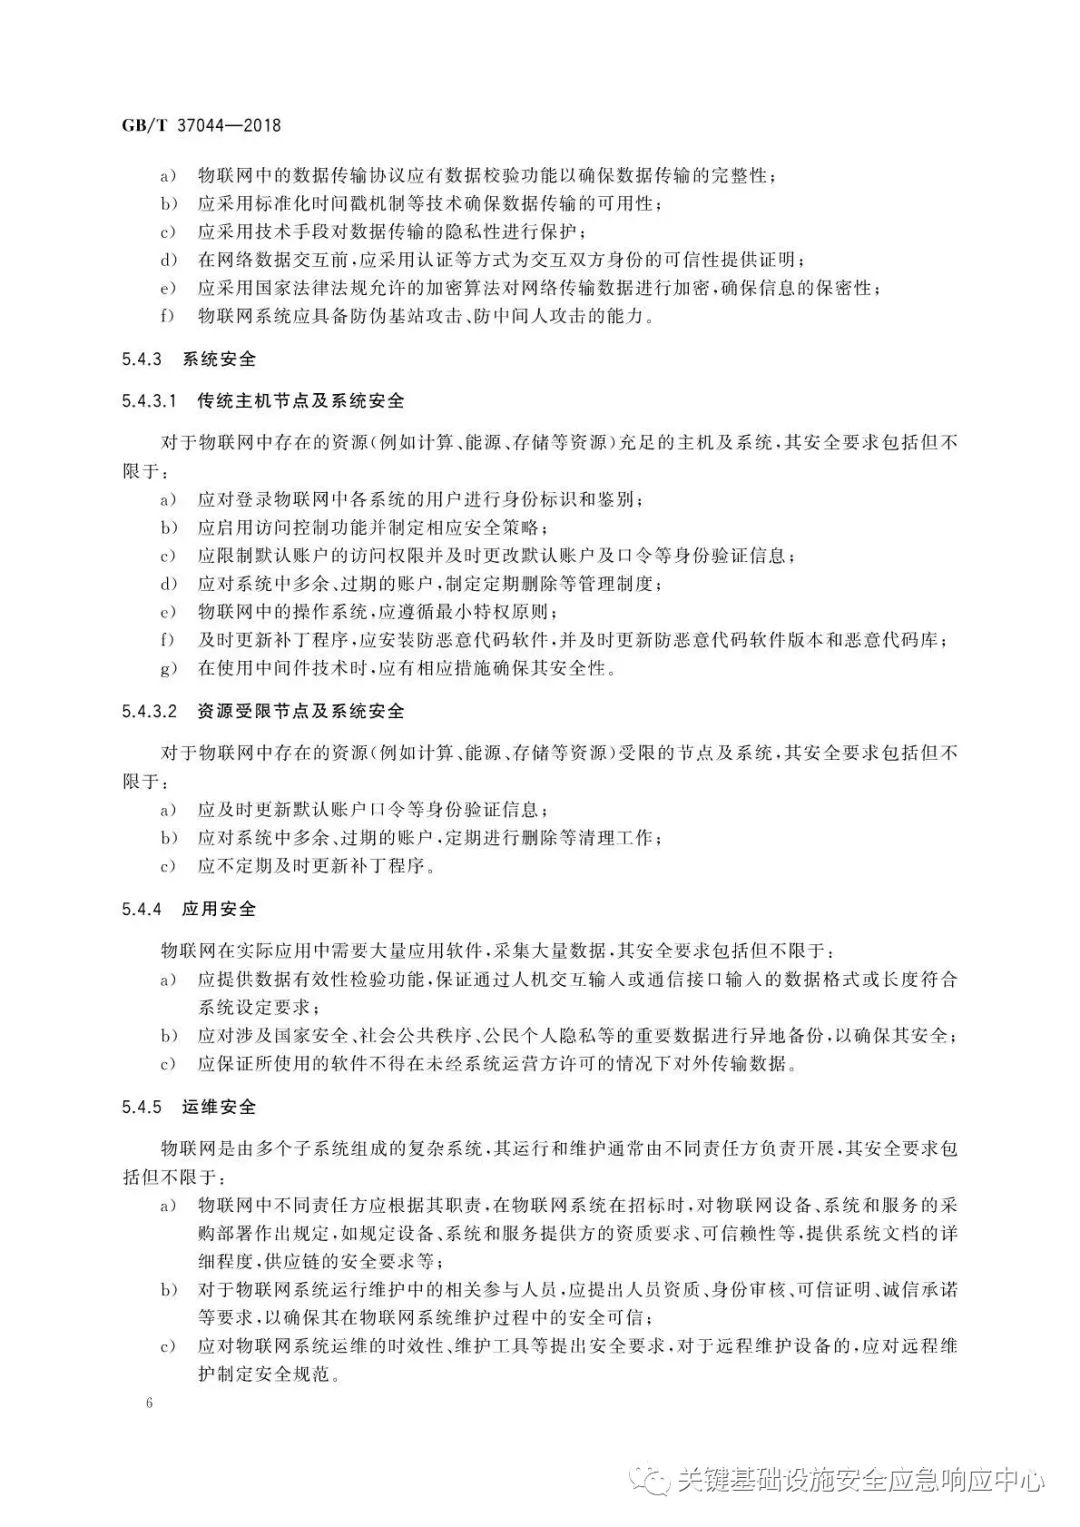 GB/T 37044—2018
a) 物联网中的数据传输协议应有数据校验功能以确保数据传输的完整性；
b) 应采用标准化时间戳机制等技术确保数据传输的可用性；
c) 应采用技术手段对数据传输的隐私性进行保护；
d) 在网络数据交互前，应采用认证等方式为交互双方身份的可信性提供证明；
e) 应采用国家法律法规允许的加密算法对网络传输数据进行加密，确保信息的保密性；
f) 物联网系统应具备防伪基站攻击、防中间人攻击的能力。
5.4.3 系统安全
5.4.3.1 传统主机节点及系统安全
对于物联网中存在的资源（例如计算、能源、存储等资源）充足的主机及系统，其安全要求包括但不
限于：
a) 应对登录物联网中各系统的用户进行身份标识和鉴别；
b) 应启用访问控制功能并制定相应安全策略；
c) 应限制默认账户的访问权限并及时更改默认账户及口令等身份验证信息；
d) 应对系统中多余、过期的账户，制定定期删除等管理制度；
e) 物联网中的操作系统，应遵循最小特权原则；
f) 及时更新补丁程序，应安装防恶意代码软件，并及时更新防恶意代码软件版本和恶意代码库；
g) 在使用中间件技术时，应有相应措施确保其安全性。
5.4.3.2 资源受限节点及系统安全
对于物联网中存在的资源（例如计算、能源、存储等资源）受限的节点及系统，其安全要求包括但不
限于：
a) 应及时更新默认账户口令等身份验证信息；
b) 应对系统中多余、过期的账户，定期进行删除等清理工作；
c) 应不定期及时更新补丁程序。
5.4.4 应用安全
物联网在实际应用中需要大量应用软件，采集大量数据，其安全要求包括但不限于：
a) 应提供数据有效性检验功能，保证通过人机交互输入或通信接口输入的数据格式或长度符合
系统设定要求；
b) 应对涉及国家安全、社会公共秩序、公民个人隐私等的重要数据进行异地备份，以确保其安全；
c) 应保证所使用的软件不得在未经系统运营方许可的情况下对外传输数据。
5.4.5 运维安全
物联网是由多个子系统组成的复杂系统，其运行和维护通常由不同责任方负责开展，其安全要求包
括但不限于：
a) 物联网中不同责任方应根据其职责，在物联网系统在招标时，对物联网设备、系统和服务的采
购部署作出规定，如规定设备、系统和服务提供方的资质要求、可信赖性等，提供系统文档的详
细程度，供应链的安全要求等；
b) 对于物联网系统运行维护中的相关参与人员，应提出人员资质、身份审核、可信证明、诚信承诺
等要求，以确保其在物联网系统维护过程中的安全可信；
c) 应对物联网系统运维的时效性、维护工具等提出安全要求，对于远程维护设备的，应对远程维
护制定安全规范。
6
关键基础设施安全应急响应中心